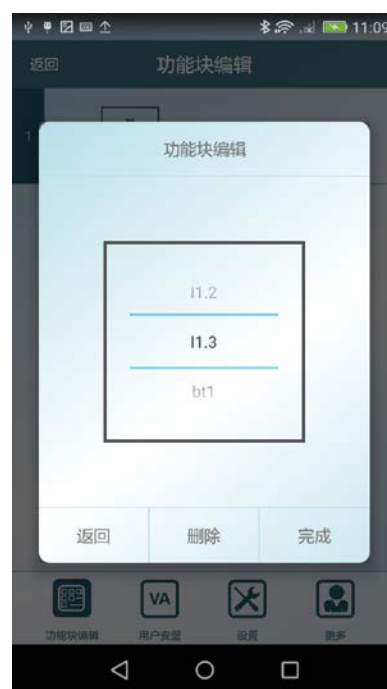 11:09
返回
功能块编辑
1
功能块编辑
I1.2
I1.3
bt1
返回
删除
完成
VA
功能块编辑
用户变量
设置
更多